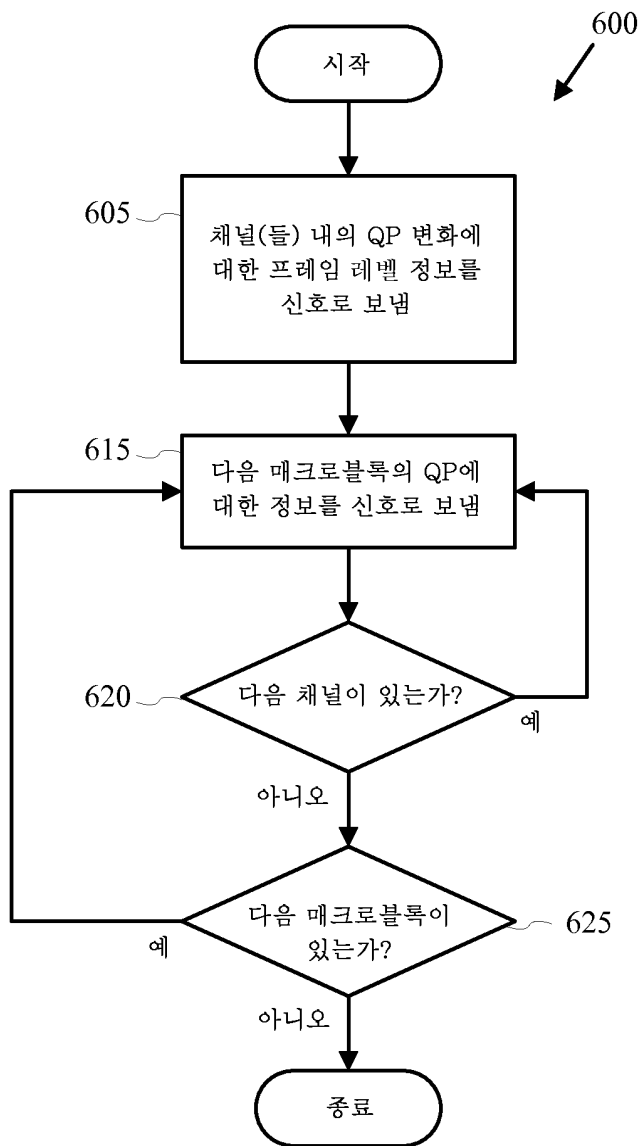 600
시작
605
채널(들) 내의 QP 변화에
대한 프레임 레벨 정보를
신호로 보냄
615
다음 매크로블록의 QP에
대한 정보를 신호로 보냄
620
다음 채널이 있는가?
예
아니오
다음 매크로블록이
있는가?
625
예
아니오
종료